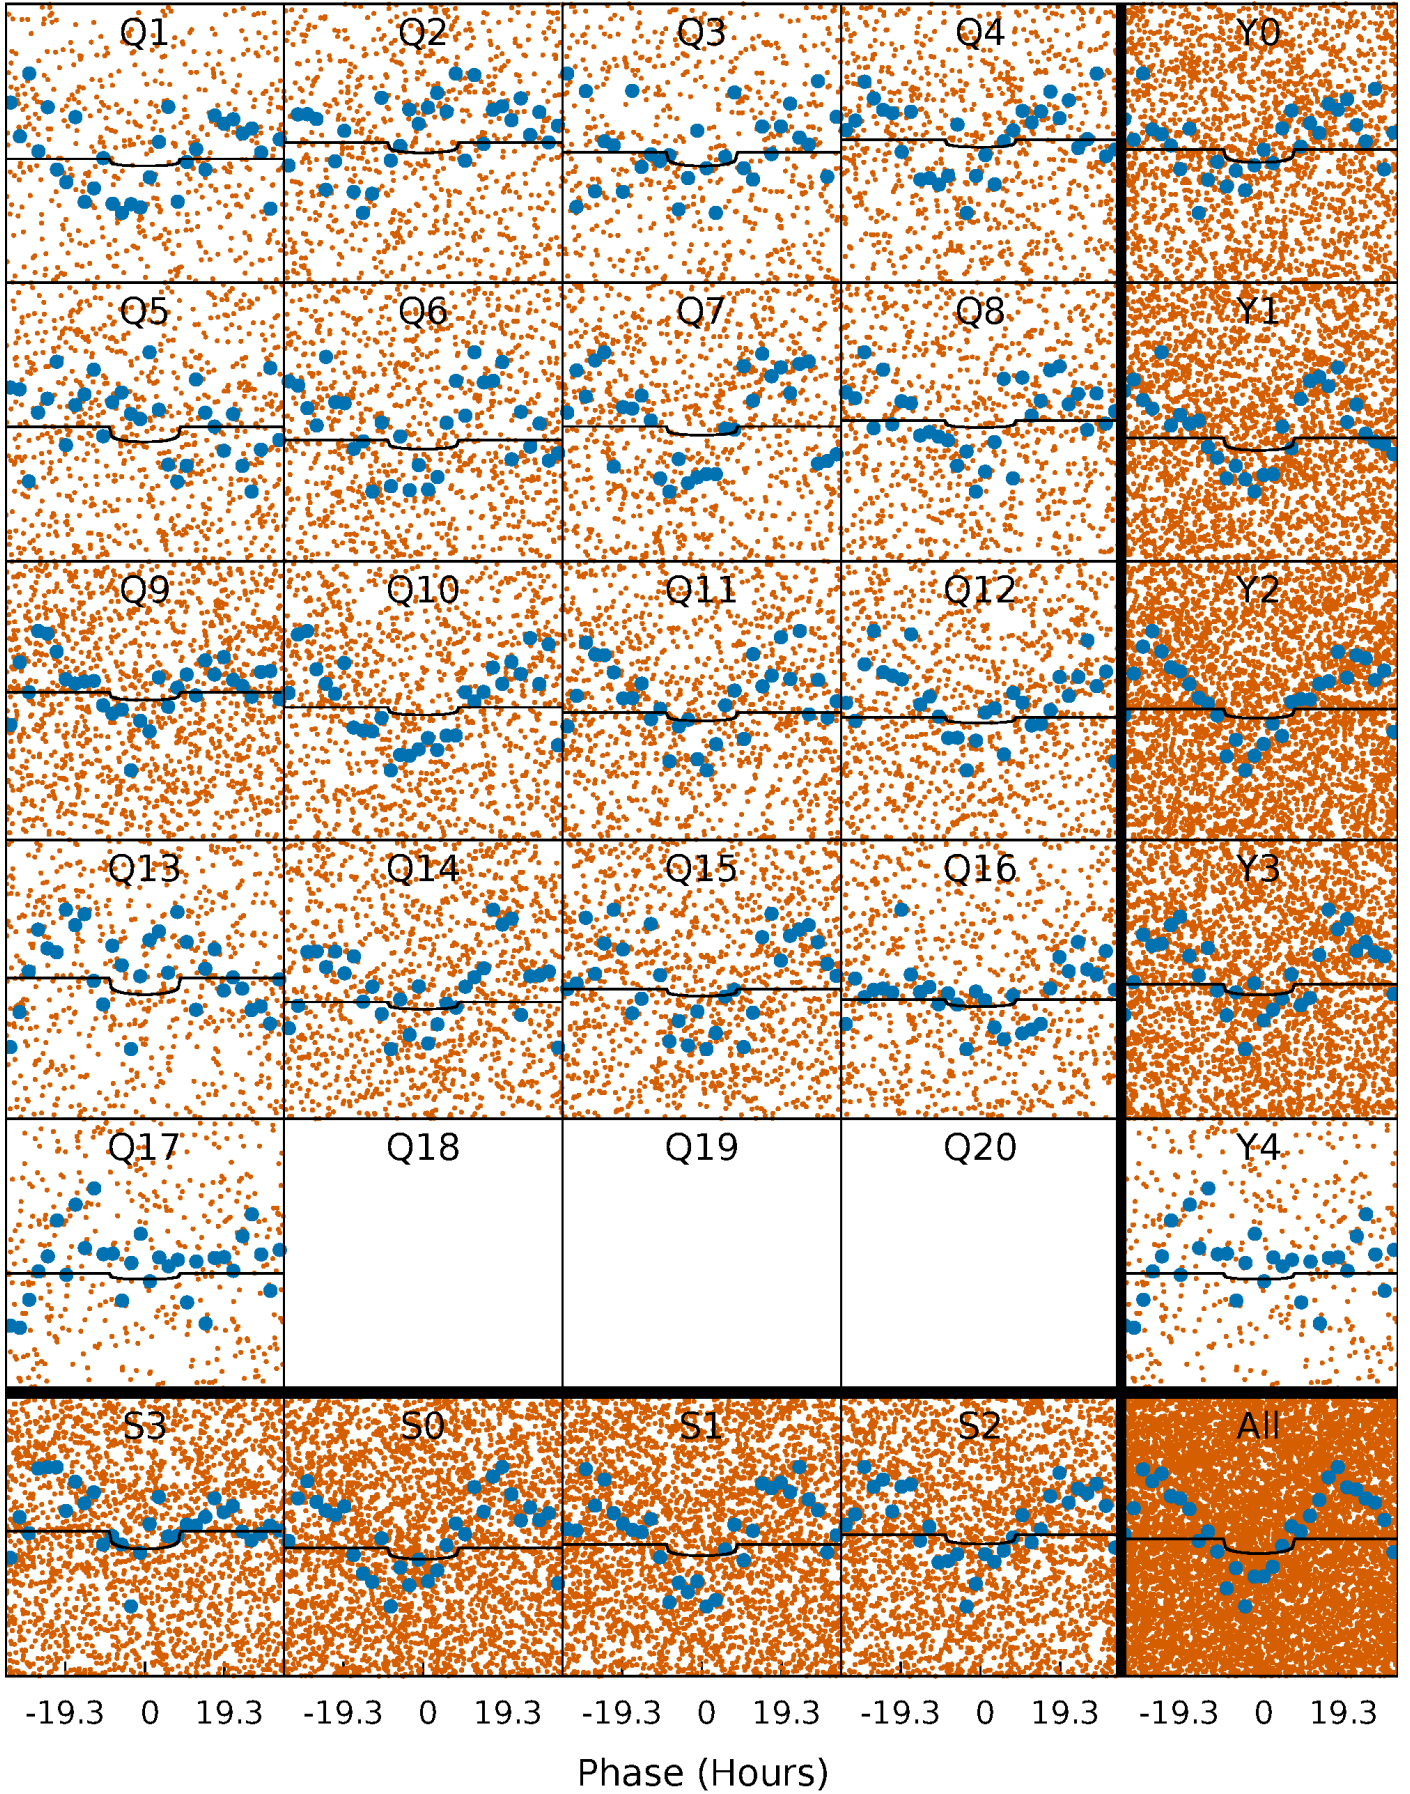 Q1 Q2 Q3 Q4 Y0
Q5 Q6 Q7 Q8 Y1
Q9 Q10 Q11 Q12 Y2
Q13 Q14 Q15 Q16 Y3
Q17 Q18 Q19 Q20 Y4
S3 S0 S1 S2 All
-19.3 0 19.3 -19.3 0 19.3 -19.3 0 19.3 -19.3 0 19.3 -19.3 0 19.3
Phase (Hours)